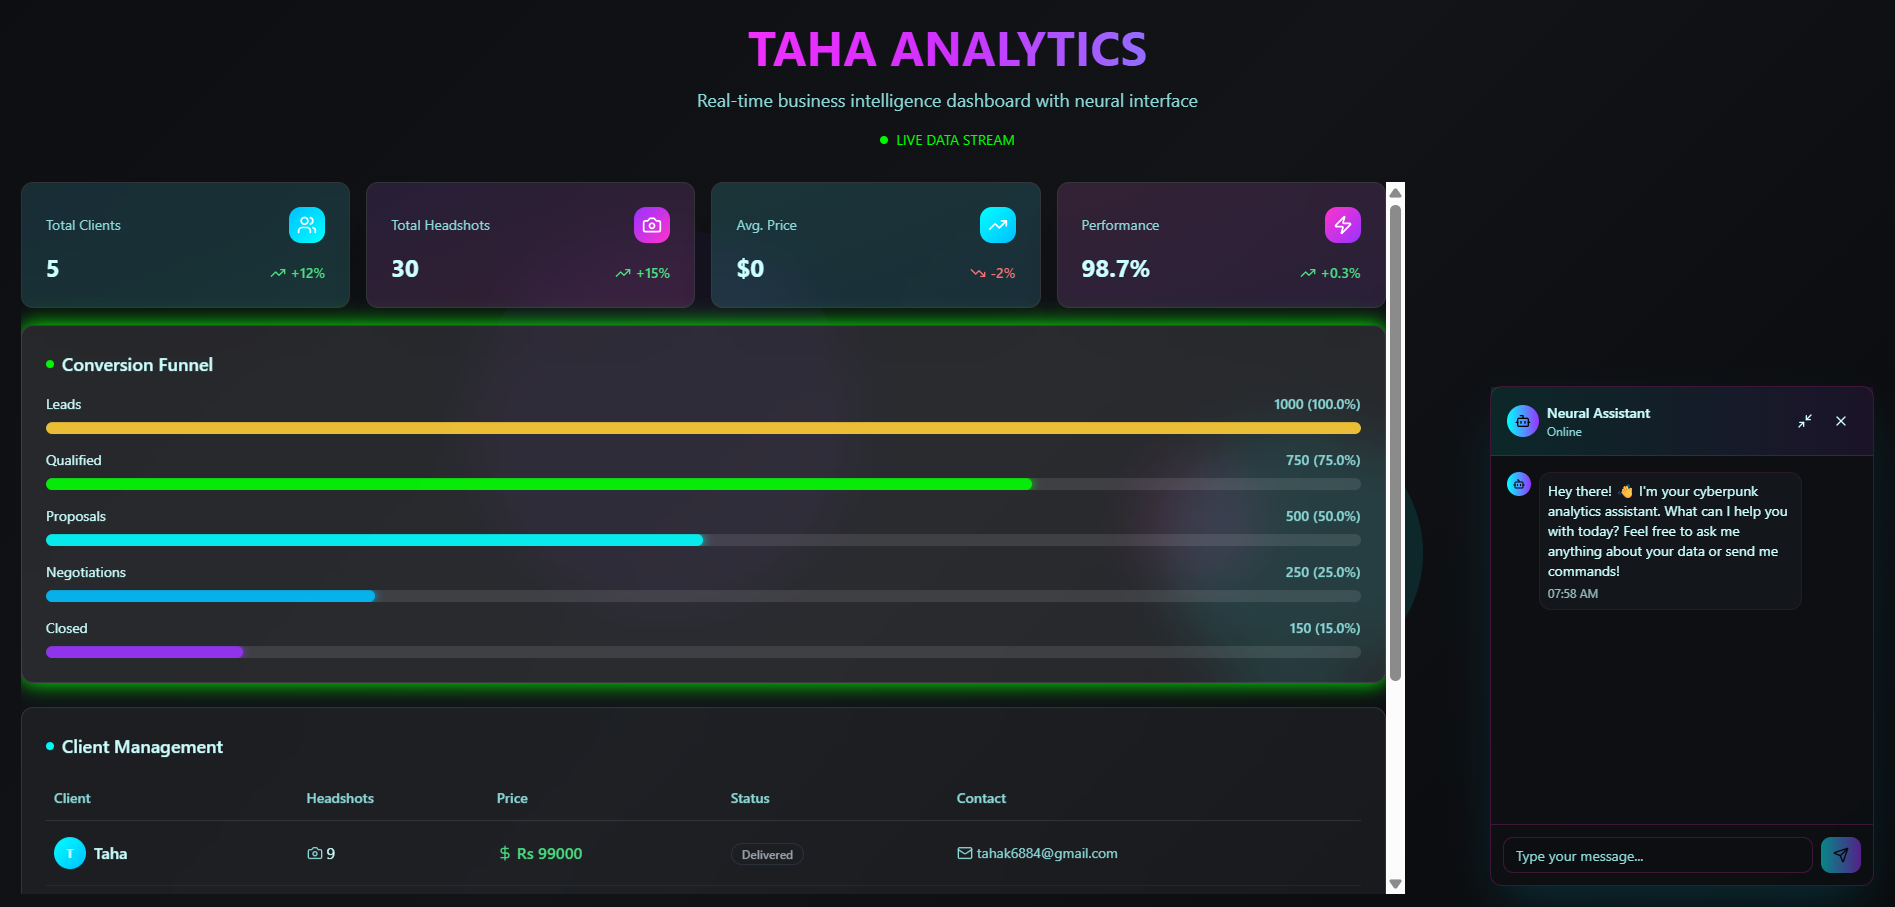 TAHA ANALYTICS
Real-time business intelligence dashboard with neural interface
LIVE DATA STREAM
Total Clients
5
+12%
Total Headshots
30
+15%
Avg. Price
$0
-2%
Performance
98.7%
+0.3%
Conversion Funnel
Leads 1000 (100.0%)
Qualified 750 (75.0%)
Proposals 500 (50.0%)
Negotiations 250 (25.0%)
Closed 150 (15.0%)
Client Management
Client Headshots Price Status Contact
T Taha 9 $ Rs 99000 Delivered tahak6884@gmail.com
Neural Assistant
Online
Hey there! 👋 I'm your cyberpunk
analytics assistant. What can I help you
with today? Feel free to ask me
anything about your data or send me
commands!
07:58 AM
Type your message...